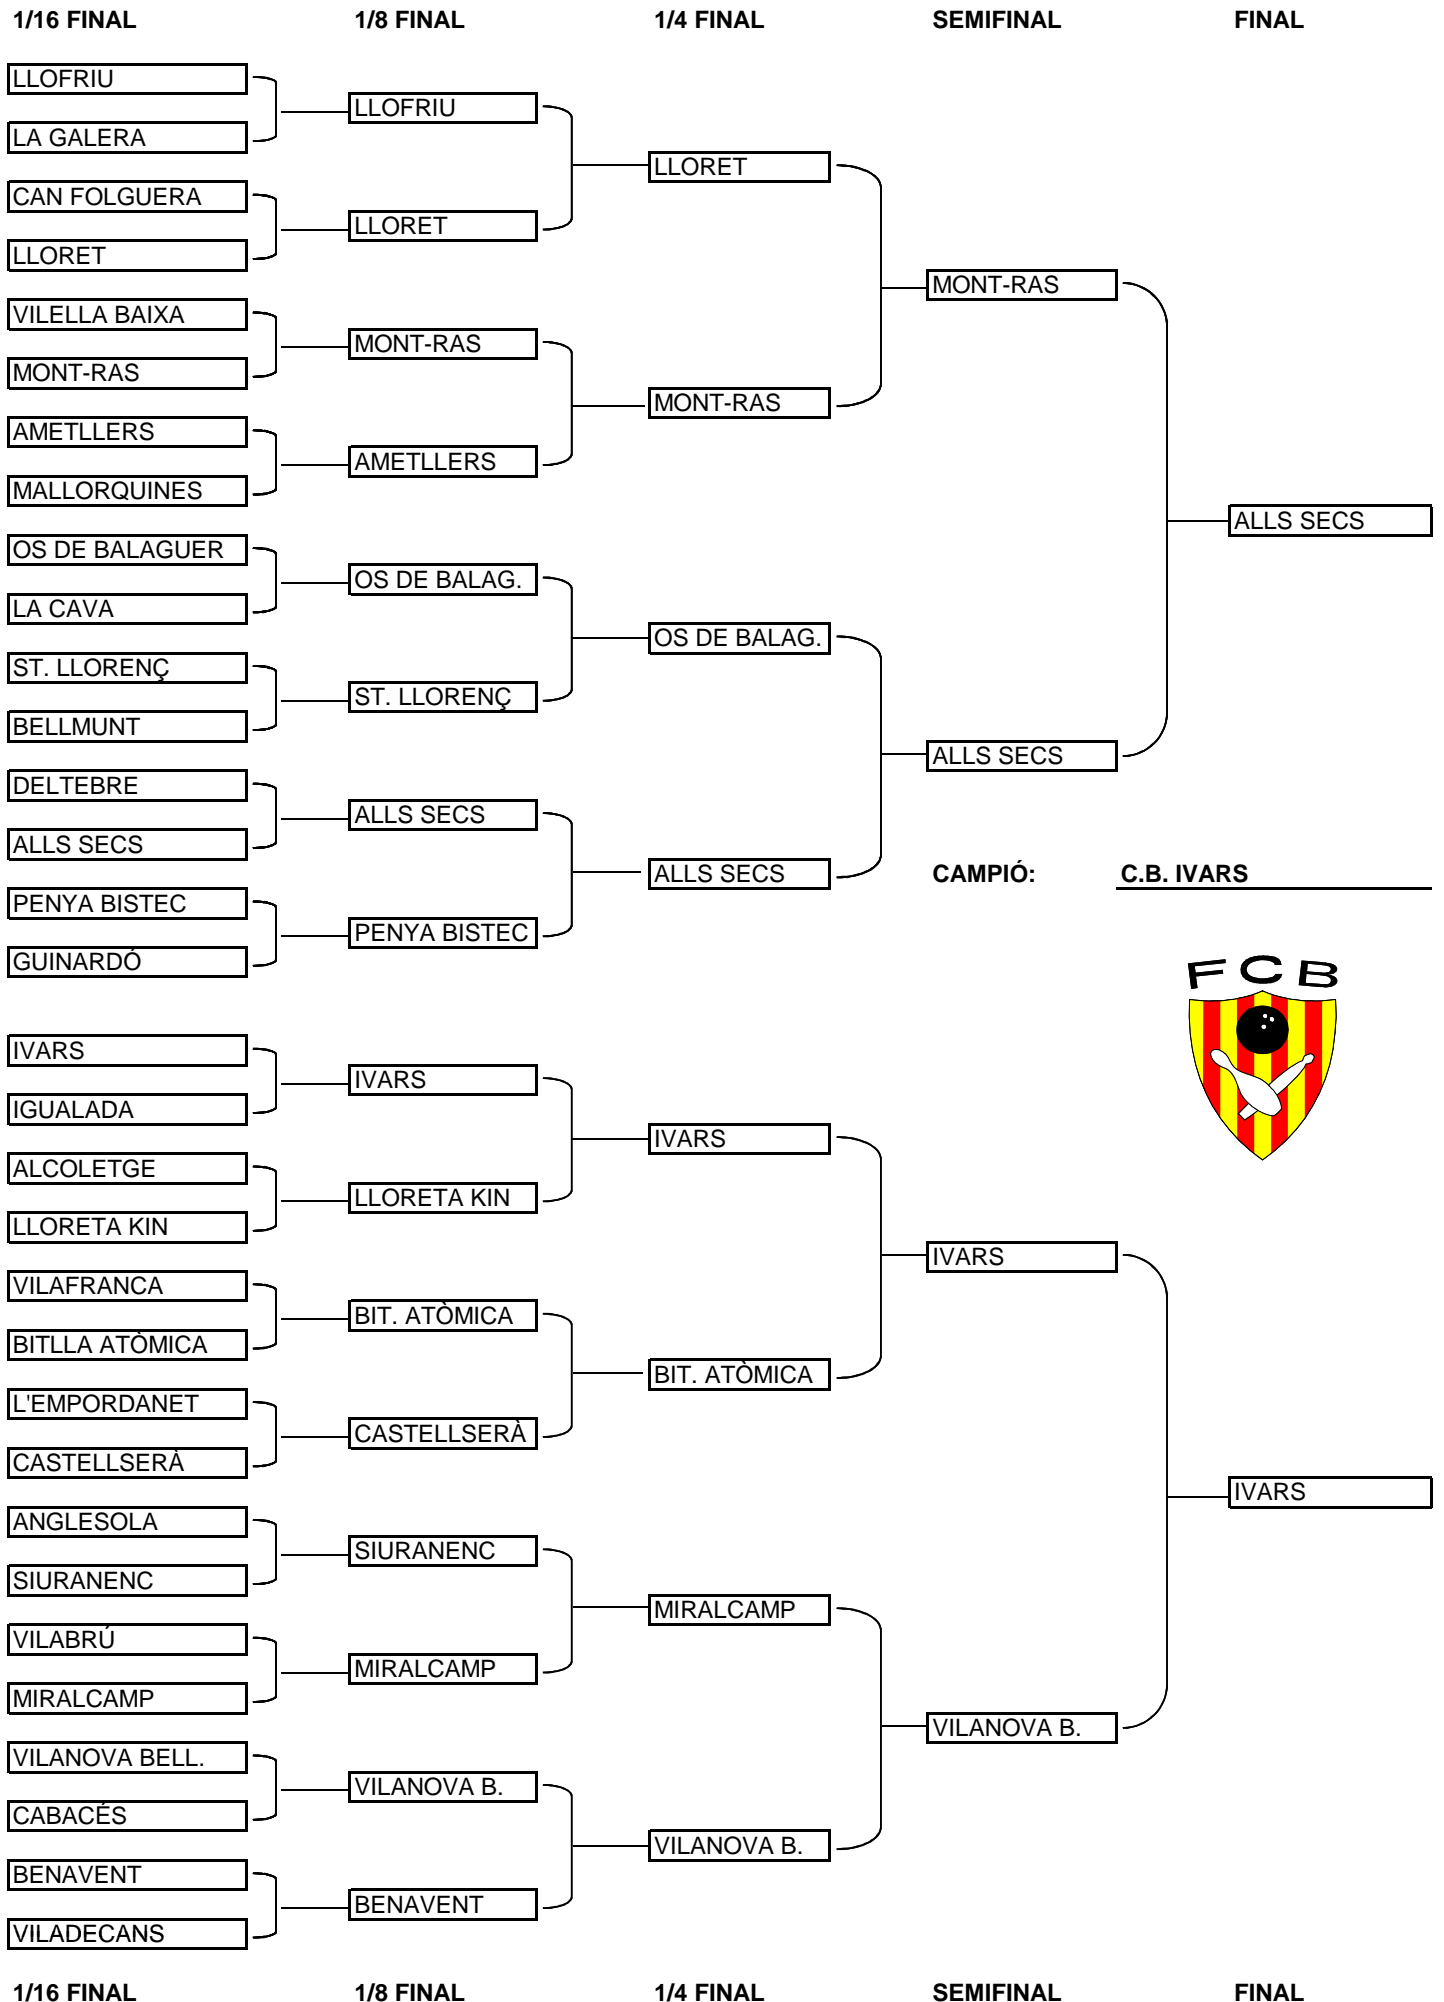 1/16 FINAL 1/8 FINAL 1/4 FINAL SEMIFINAL FINAL
LLOFRIU
LLOFRIU
LA GALERA
LLORET
CAN FOLGUERA
LLORET
LLORET
MONT-RAS
VILELLA BAIXA
MONT-RAS
MONT-RAS
MONT-RAS
AMETLLERS
AMETLLERS
MALLORQUINES
ALLS SECS
OS DE BALAGUER
OS DE BALAG.
LA CAVA
OS DE BALAG.
ST. LLORENÇ
ST. LLORENÇ
BELLMUNT
ALLS SECS
DELTEBRE
ALLS SECS
ALLS SECS
ALLS SECS
CAMPIÓ: C.B. IVARS
PENYA BISTEC
PENYA BISTEC
GUINARDÓ
FCB
IVARS
IVARS
IGUALADA
IVARS
ALCOLETGE
LLORETA KIN
LLORETA KIN
IVARS
VILAFRANCA
BIT. ATÒMICA
BITLLA ATÒMICA
BIT. ATÒMICA
L'EMPORDANET
CASTELLSERÀ
CASTELLSERÀ
IVARS
ANGLESOLA
SIURANENC
SIURANENC
MIRALCAMP
VILABRÚ
MIRALCAMP
MIRALCAMP
VILANOVA B.
VILANOVA BELL.
VILANOVA B.
CABACÉS
VILANOVA B.
BENAVENT
BENAVENT
VILADECANS
1/16 FINAL 1/8 FINAL 1/4 FINAL SEMIFINAL FINAL